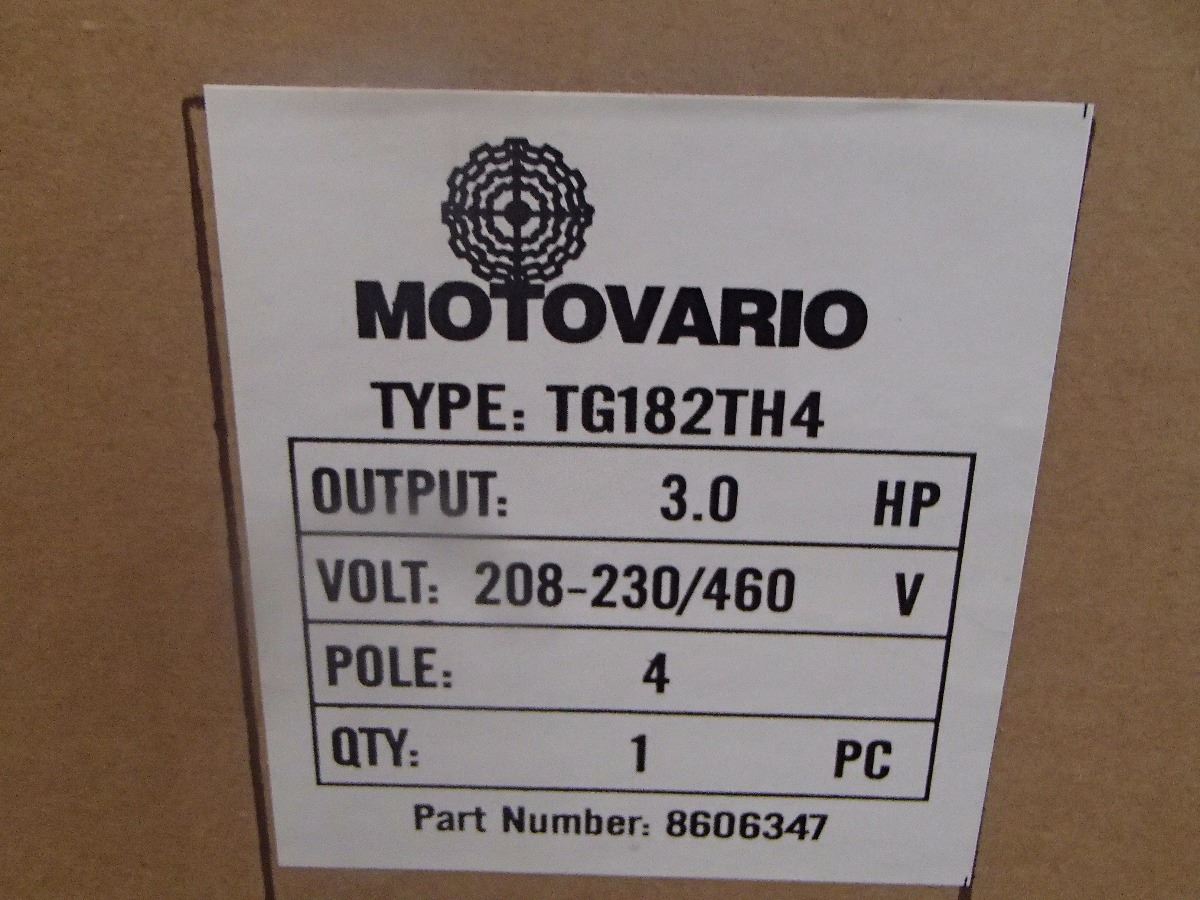 MOTOVARIO
TYPE: TG182TH4
OUTPUT: 3.0 HP
VOLT: 208-230/460 V
POLE: 4
QTY: 1 PC
Part Number: 8606347